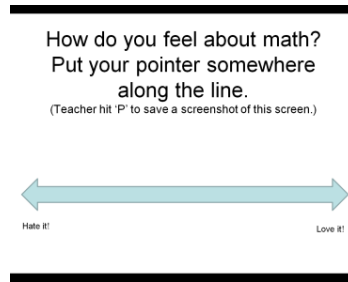 How do you feel about math?
Put your pointer somewhere
along the line.
(Teacher hit 'P' to save a screenshot of this screen.)
Hate it!
Love it!